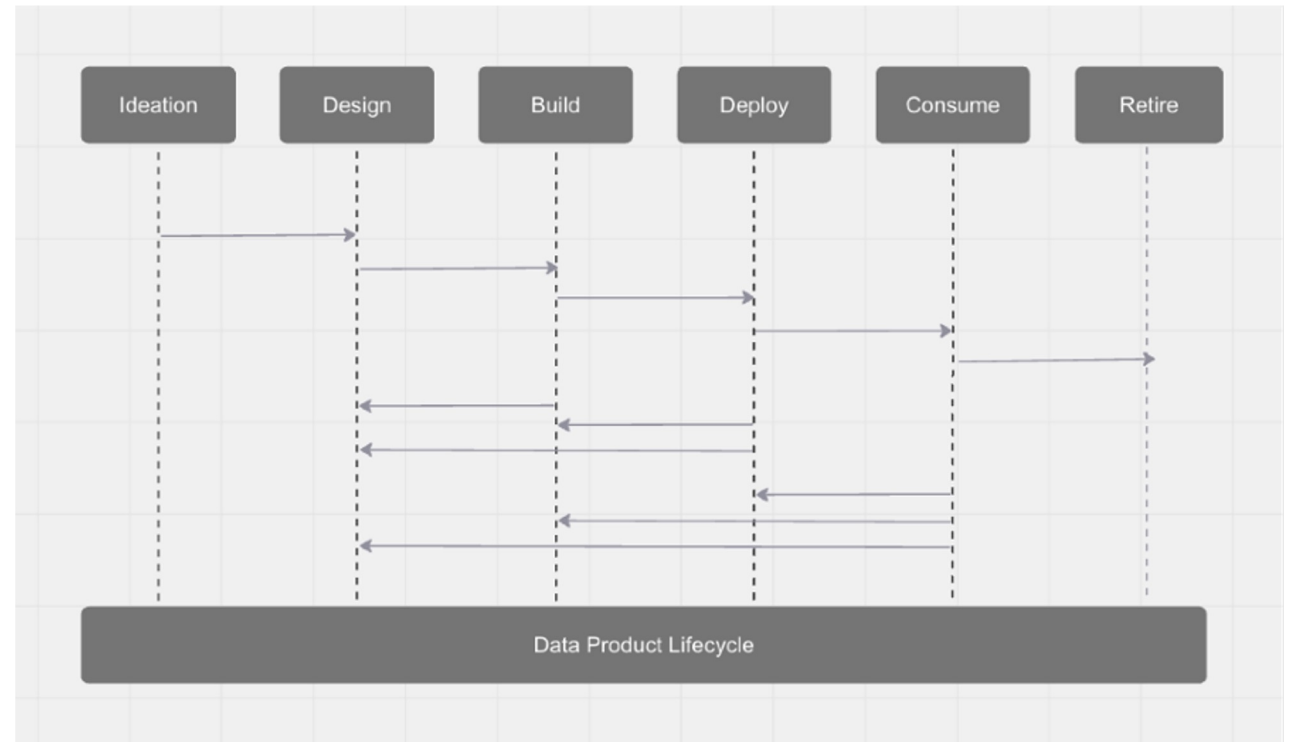 Ideation
Design
Build
Deploy
Consume
Retire
Data Product Lifecycle